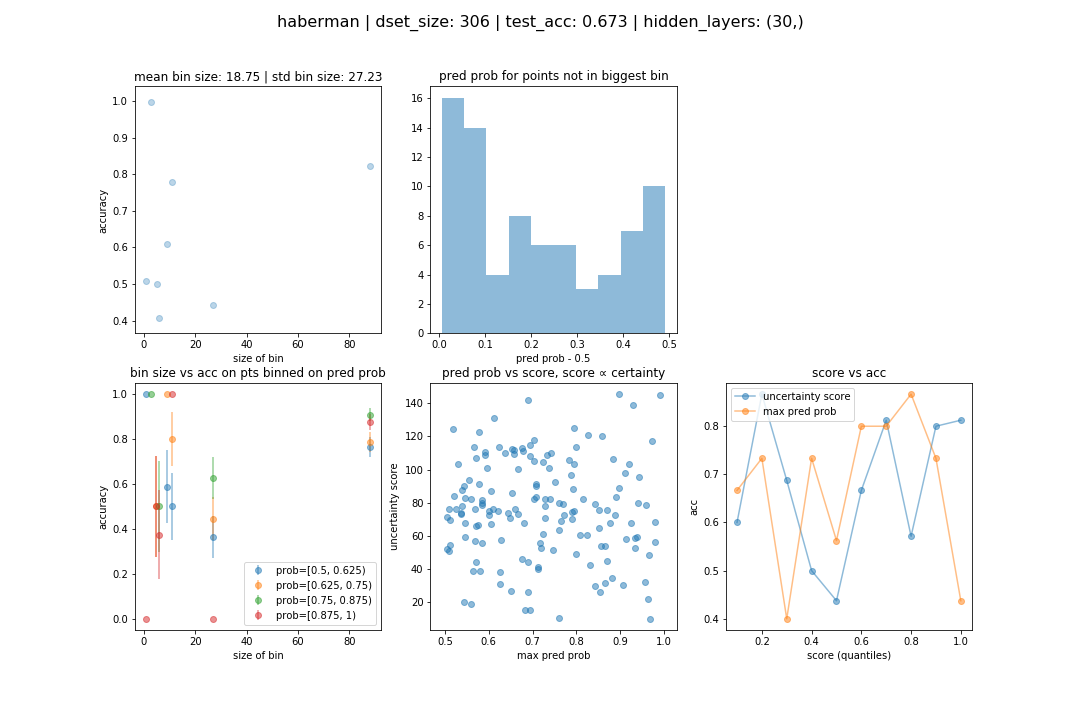 haberman | dset_size: 306 | test_acc: 0.673 | hidden_layers: (30,)
mean bin size: 18.75 | std bin size: 27.23
1.0
0.9
0.8
0.7
0.6
0.5
0.4
accuracy
0 20 40 60 80
size of bin
pred prob for points not in biggest bin
16
14
12
10
8
6
4
2
0
0.0 0.1 0.2 0.3 0.4 0.5
pred prob - 0.5
bin size vs acc on pts binned on pred prob
1.0
0.8
0.6
0.4
0.2
0.0
accuracy
prob=[0.5, 0.625)
prob=[0.625, 0.75)
prob=[0.75, 0.875)
prob=[0.875, 1)
0 20 40 60 80
size of bin
pred prob vs score, score ∝ certainty
140
120
100
80
60
40
20
uncertainty score
0.5 0.6 0.7 0.8 0.9 1.0
max pred prob
score vs acc
uncertainty score
max pred prob
0.8
0.7
0.6
0.5
0.4
acc
0.2 0.4 0.6 0.8 1.0
score (quantiles)